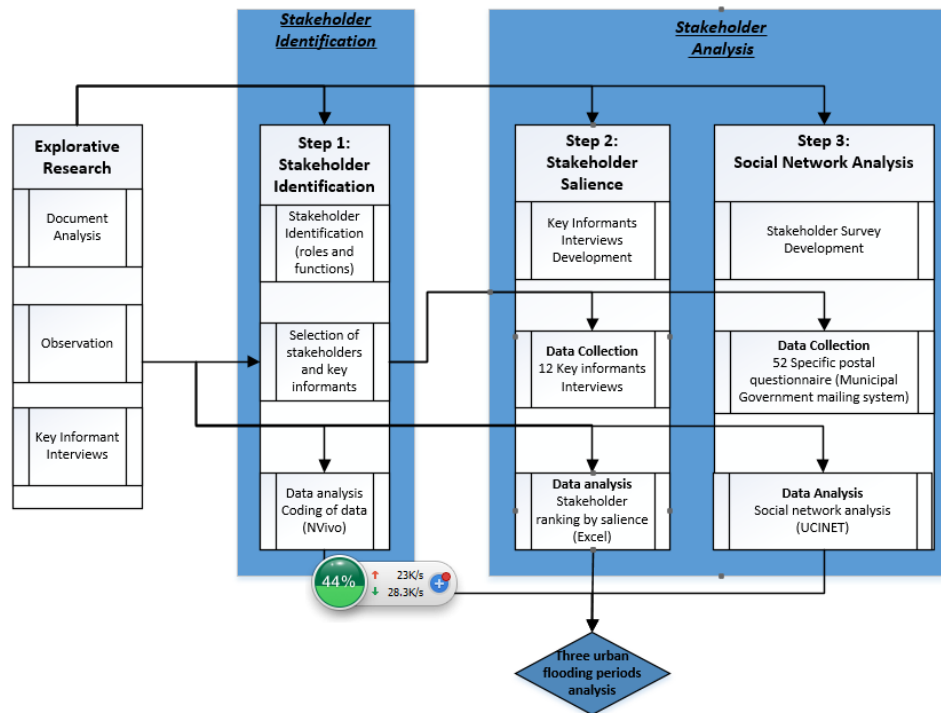 Stakeholder
Identification
Stakeholder
Analysis
Explorative
Research
Document
Analysis
Observation
Key Informant
Interviews
Step 1:
Stakeholder
Identification
Stakeholder
Identification
(roles and
functions)
Selection of
stakeholders
and key
informants
Data analysis
Coding of data
(NVivo)
Step 2:
Stakeholder
Salience
Key Informants
Interviews
Development
Data Collection
12 Key informants
Interviews
Data analysis
Stakeholder
ranking by salience
(Excel)
Step 3:
Social Network Analysis
Stakeholder Survey
Development
Data Collection
52 Specific postal
questionnaire (Municipal
Government mailing system)
Data Analysis
Social network analysis
(UCINET)
44%
23K/s
28.3K/s
Three urban
flooding periods
analysis